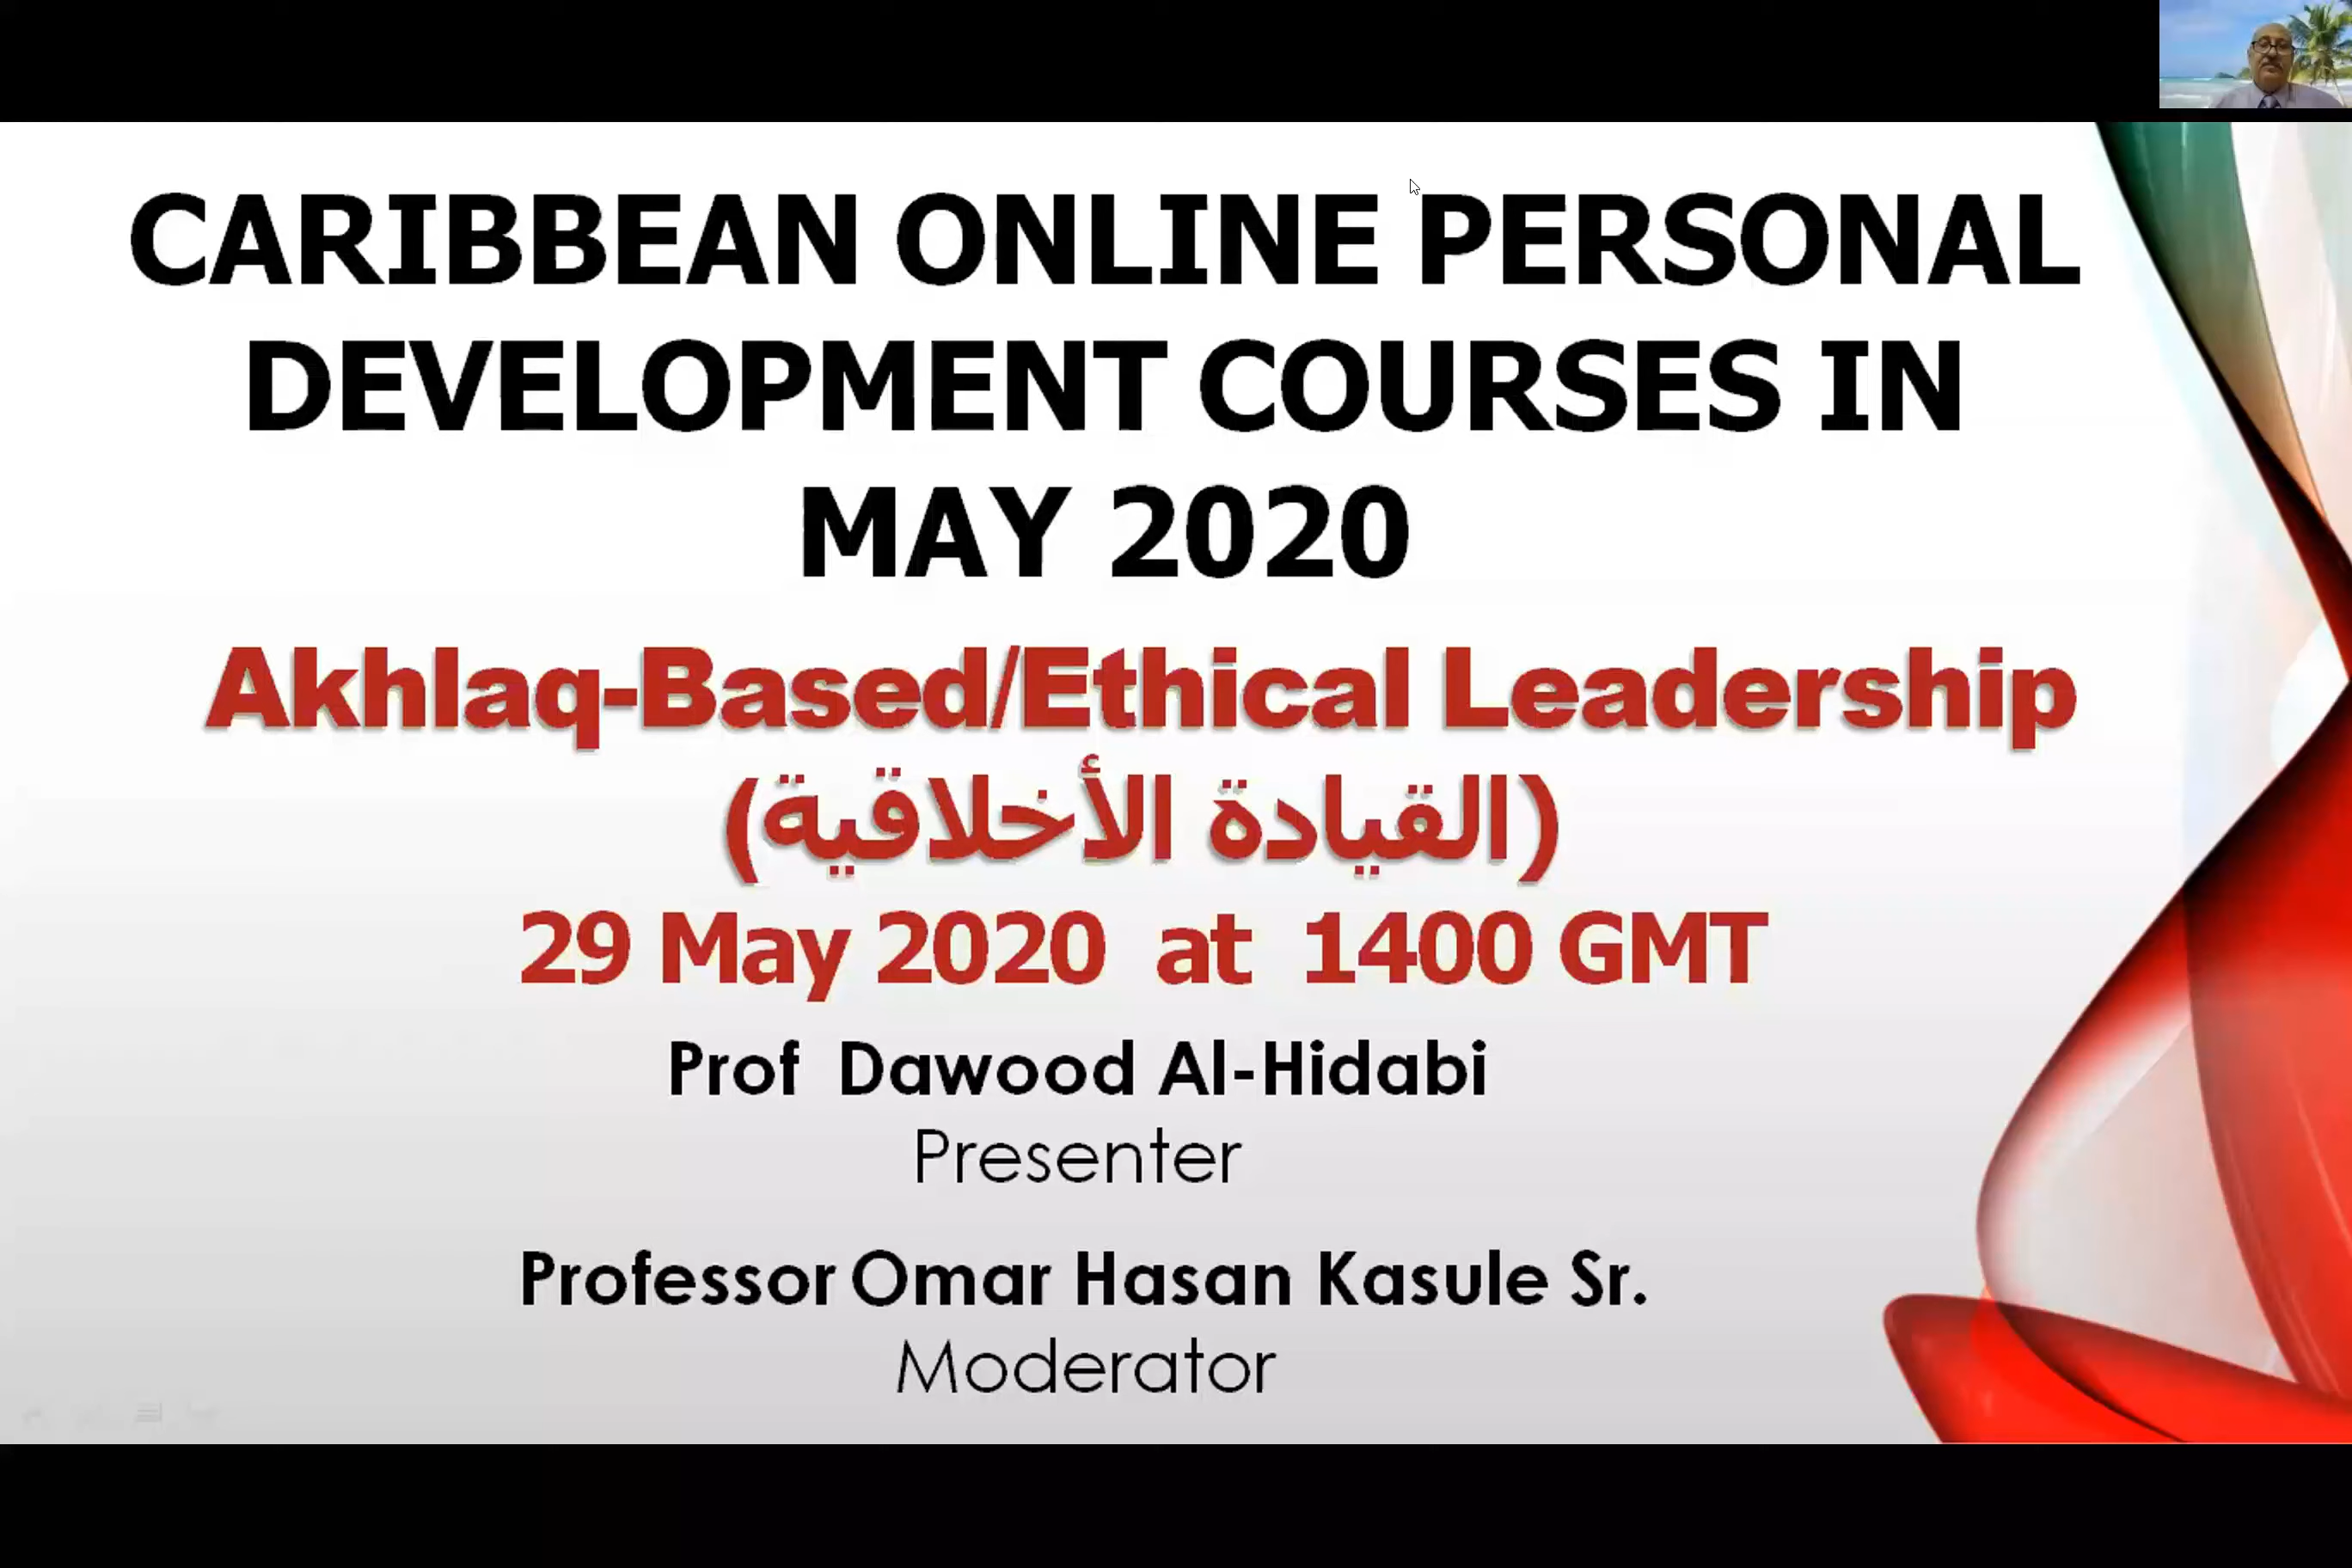 CARIBBEAN ONLINE PERSONAL
DEVELOPMENT COURSES IN
MAY 2020
Akhlaq-Based/Ethical Leadership
(القيادة الأخلاقية)
29 May 2020 at 1400 GMT
Prof Dawood Al-Hidabi
Presenter
Professor Omar Hasan Kasule Sr.
Moderator